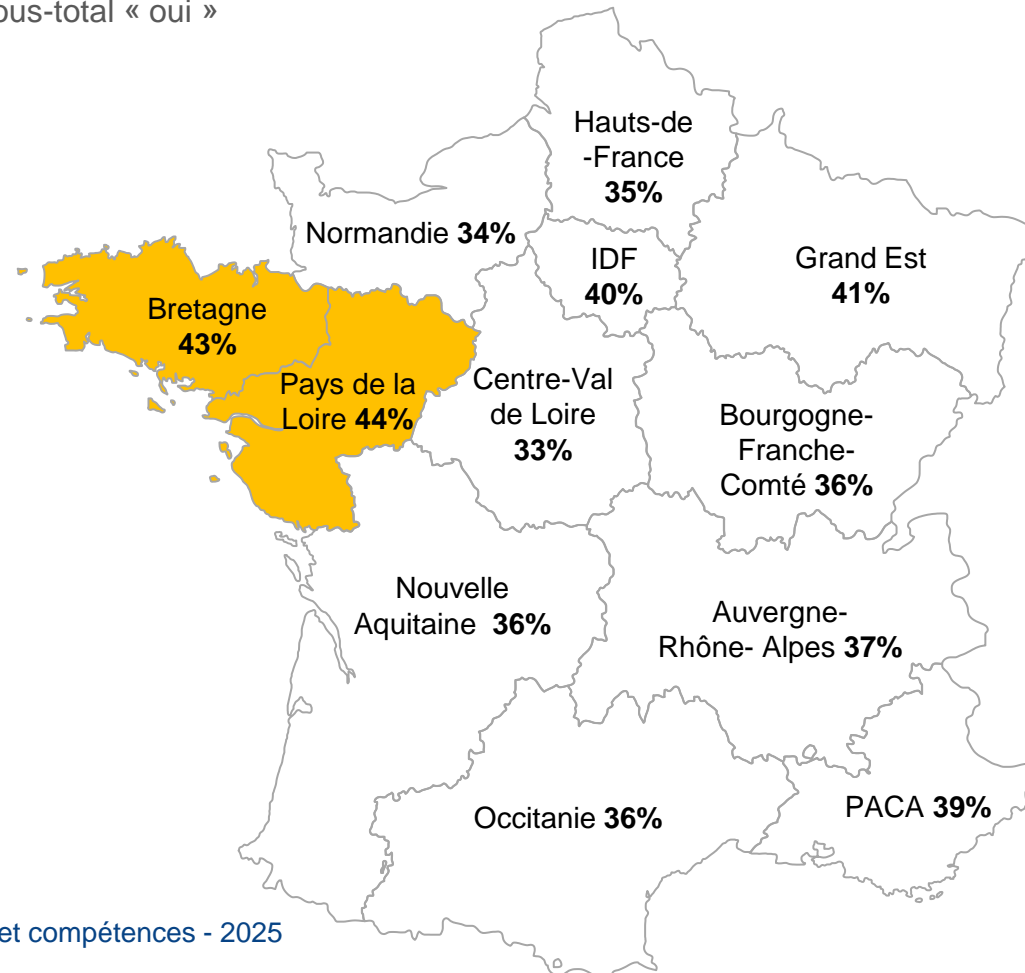 ous-total « oui »
Hauts-de
-France
35%
Normandie 34%
IDF
40%
Grand Est
41%
Bretagne
43%
Pays de la
Loire 44%
Centre-Val
de Loire
33%
Bourgogne-
Franche-
Comté 36%
Nouvelle
Aquitaine 36%
Auvergne-
Rhône- Alpes 37%
Occitanie 36%
PACA 39%
et compétences - 2025